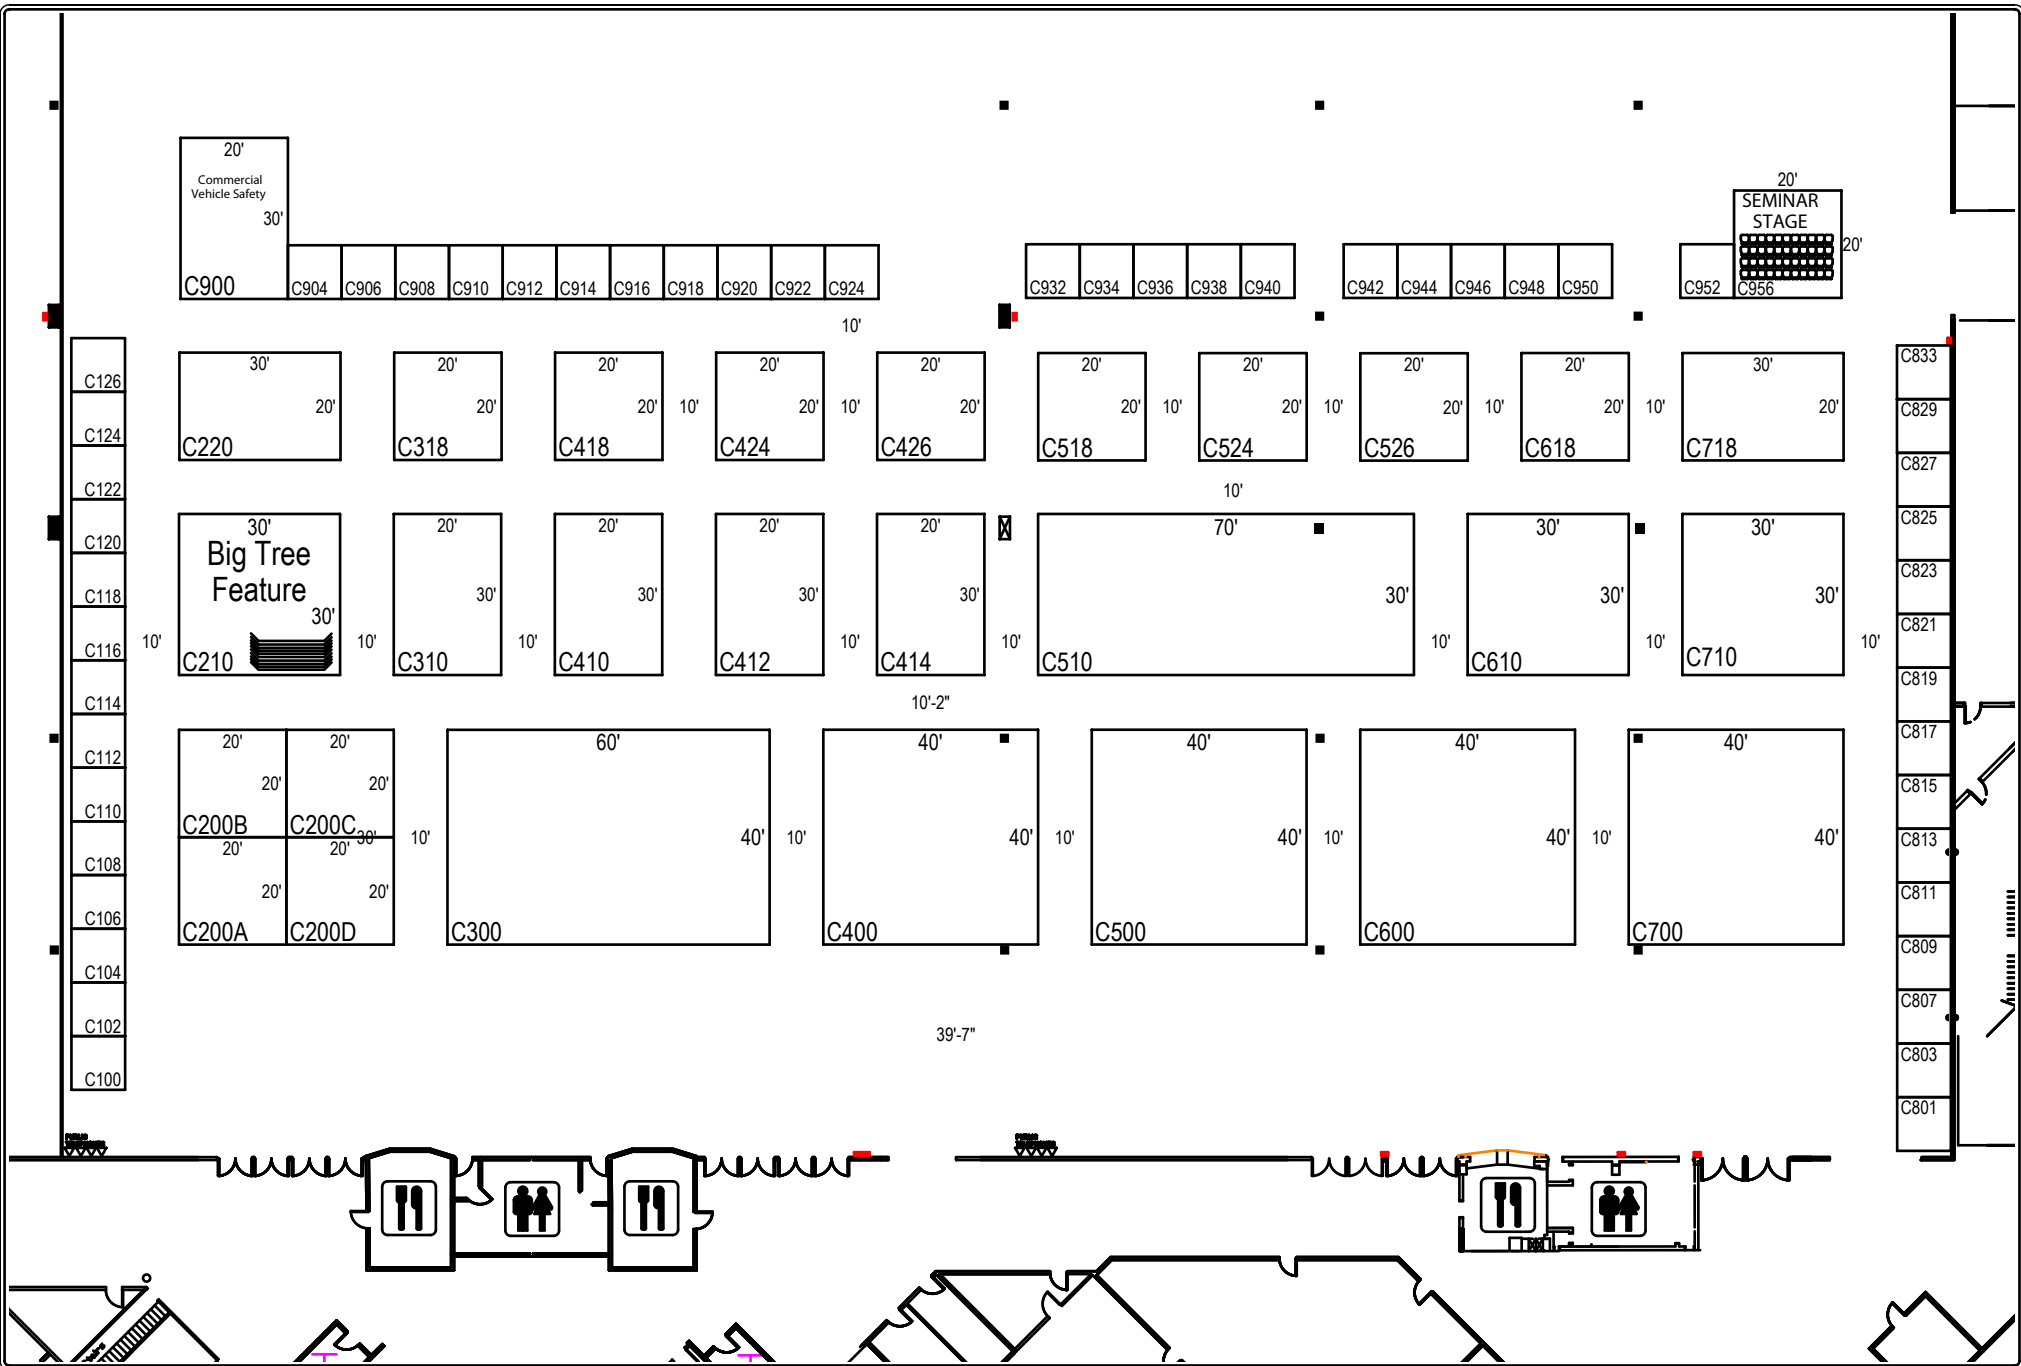 20'
Commercial
Vehicle Safety
30'
C900
C904 C906 C908 C910 C912 C914 C916 C918 C920 C922 C924
C932 C934 C936 C938 C940
C942 C944 C946 C948 C950
C952
20'
SEMINAR
STAGE
20'
C956
10'
C126
C124
C122
C120
C118
C116
C114
C112
C110
C108
C106
C104
C102
C100
30' 20' 20' 20' 20' 20' 20' 20' 20' 30'
20' 20' 20' 10' 20' 10' 20' 20' 10' 20' 10' 20' 10' 20' 10' 20'
C220 C318 C418 C424 C426 C518 C524 C526 C618 C718
10'
30' 20' 20' 20' 20' 70' 30' 30'
Big Tree
Feature
30' 30' 30' 30' 30' 30' 30' 30'
10' 10' 10' 10' 10' 10' 10' 10'
C210 C310 C410 C412 C414 C510 C610 C710
10'-2"
20' 20' 60' 40' 40' 40' 40'
20' 20'
C200B C200C
30' 10' 40' 10' 40' 10' 40' 10' 40' 10' 40'
20' 20'
20' 20'
C200A C200D C300 C400 C500 C600 C700
39'-7"
C833
C829
C827
C825
C823
C821
C819
C817
C815
C813
C811
C809
C807
C803
C801